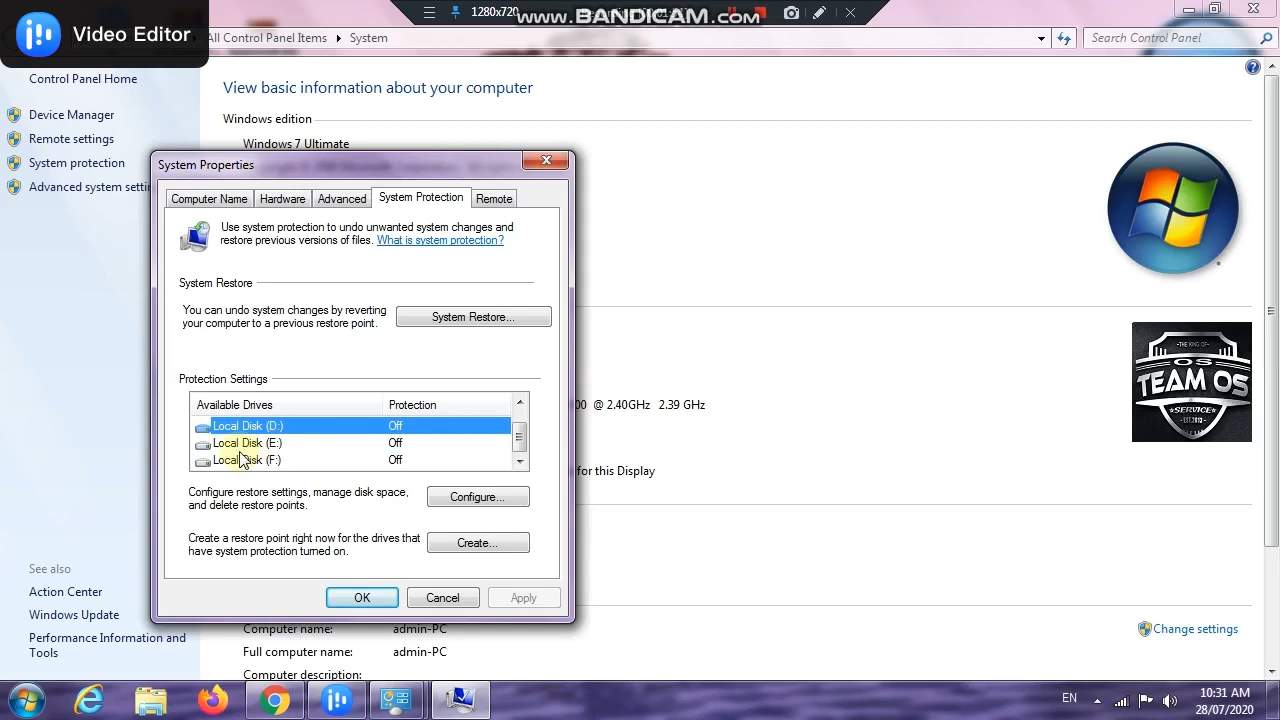 1280x720
www.BANDICAM.com
Video Editor
All Control Panel Items
System
Search Control Panel
Control Panel Home
Device Manager
Remote settings
System protection
Advanced system setti
View basic information about your computer
Windows edition
Windows 7 Ultimate
System Properties
Computer Name
Hardware
Advanced
System Protection
Remote
Use system protection to undo unwanted system changes and
restore previous versions of files. What is system protection?
System Restore
You can undo system changes by reverting
your computer to a previous restore point.
System Restore...
Protection Settings
Available Drives
Protection
Local Disk (D:)
Off
Local Disk (E:)
Off
Local Disk (F:)
Off
Configure restore settings, manage disk space,
and delete restore points.
Configure...
Create a restore point right now for the drives that
have system protection turned on.
Create...
OK
Cancel
Apply
THE KING OF
OS
TEAM OS
SERVICE
00 @ 2.40GHz 2.39 GHz
for this Display
See also
Action Center
Windows Update
Performance Information and
Tools
Computer name:
admin-PC
Change settings
Full computer name:
admin-PC
Computer description:
EN
10:31 AM
28/07/2020